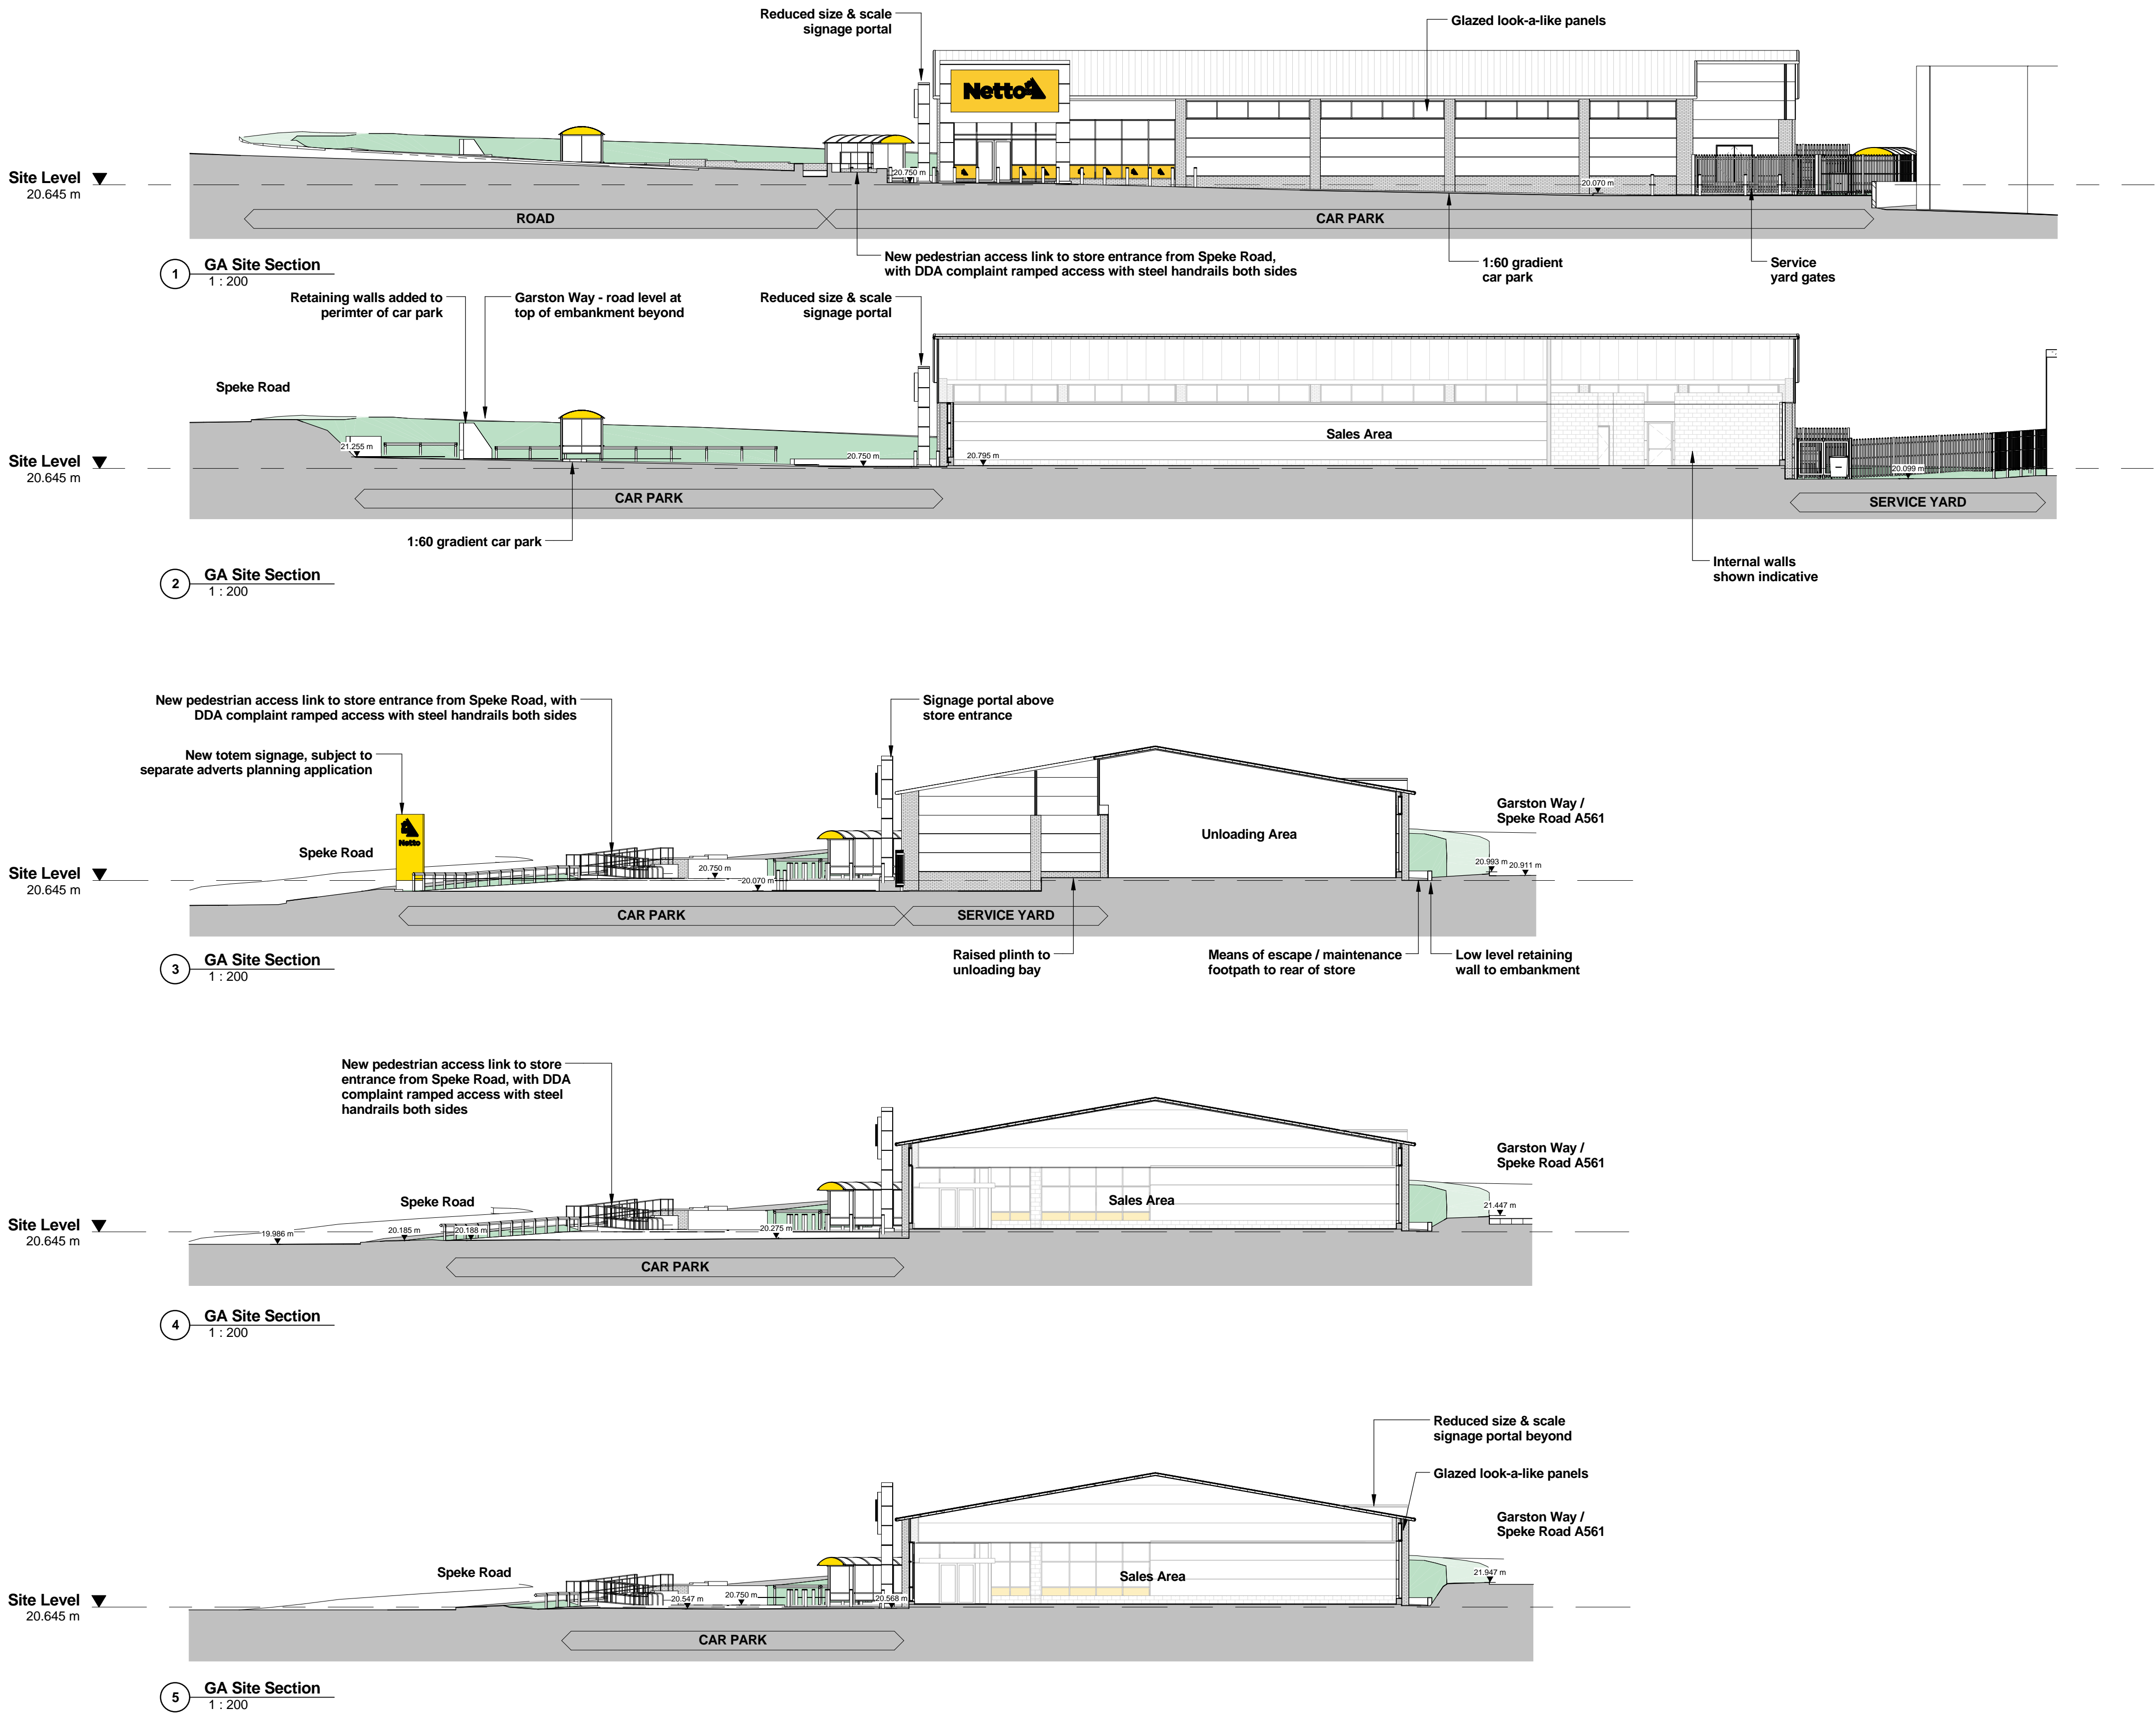 Reduced size & scale
signage portal
Glazed look-a-like panels
Netto
Site Level
20.645 m
20.750 m
20.070 m
ROAD
CAR PARK
New pedestrian access link to store entrance from Speke Road,
with DDA complaint ramped access with steel handrails both sides
1:60 gradient
car park
Service
yard gates
1
GA Site Section
1 : 200
Retaining walls added to
perimter of car park
Garston Way - road level at
top of embankment beyond
Reduced size & scale
signage portal
Speke Road
Sales Area
21.255 m
20.750 m
20.795 m
20.099 m
Site Level
20.645 m
CAR PARK
SERVICE YARD
1:60 gradient car park
Internal walls
shown indicative
2
GA Site Section
1 : 200
New pedestrian access link to store entrance from Speke Road, with
DDA complaint ramped access with steel handrails both sides
Signage portal above
store entrance
New totem signage, subject to
separate adverts planning application
Garston Way /
Speke Road A561
Netto
Unloading Area
Speke Road
20.750 m
20.070 m
20.993 m
20.911 m
Site Level
20.645 m
CAR PARK
SERVICE YARD
Raised plinth to
unloading bay
Means of escape / maintenance
footpath to rear of store
Low level retaining
wall to embankment
3
GA Site Section
1 : 200
New pedestrian access link to store
entrance from Speke Road, with DDA
complaint ramped access with steel
handrails both sides
Garston Way /
Speke Road A561
Speke Road
Sales Area
21.447 m
19.986 m
20.185 m
20.188 m
20.275 m
Site Level
20.645 m
CAR PARK
4
GA Site Section
1 : 200
Reduced size & scale
signage portal beyond
Glazed look-a-like panels
Garston Way /
Speke Road A561
Speke Road
Sales Area
21.947 m
20.547 m
20.750 m
20.568 m
Site Level
20.645 m
CAR PARK
5
GA Site Section
1 : 200